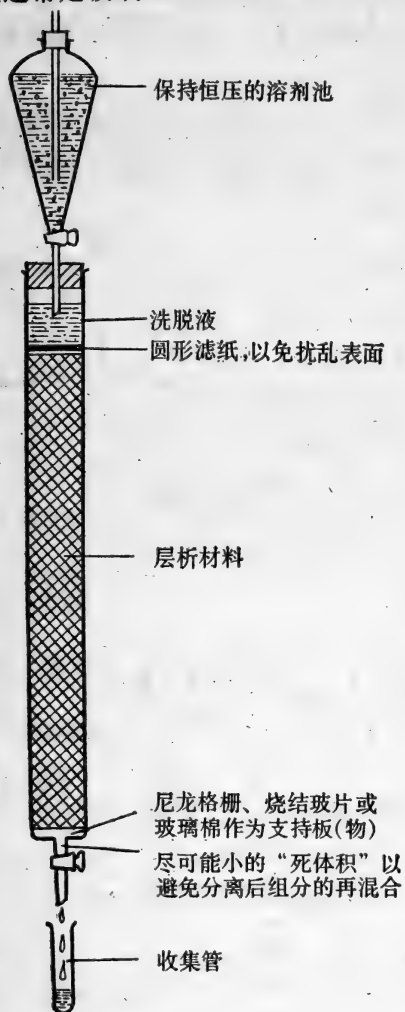 保持恒压的溶剂池
洗脱液
圆形滤纸,以免扰乱表面
层析材料
尼龙格栅、烧结玻片或
玻璃棉作为支持板(物)
尽可能小的“死体积”以
避免分离后组分的再混合
收集管